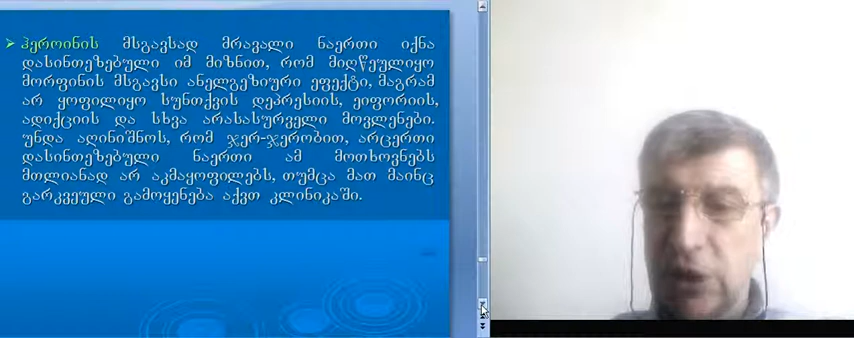 ჰეროინის მსგავსად მრავალი ნაერთი იქნა
დასინთეზებული იმ მიზნით, რომ მიღწეულიყო
მორფინის მსგავსი ანელგეზიური ეფექტი, მაგრამ
არ ყოფილიყო სუნთქვის დეპრესიის, ეიფორიის,
ადიქციის და სხვა არასასურველი მოვლენები.
უნდა აღინიშნოს, რომ ჯერ-ჯერობით, არცერთი
დასინთეზებული ნაერთი ამ მოთხოვნებს
მთლიანად არ აკმაყოფილებს, თუმცა მათ მაინც
გარკვეული გამოყენება აქვთ კლინიკაში.